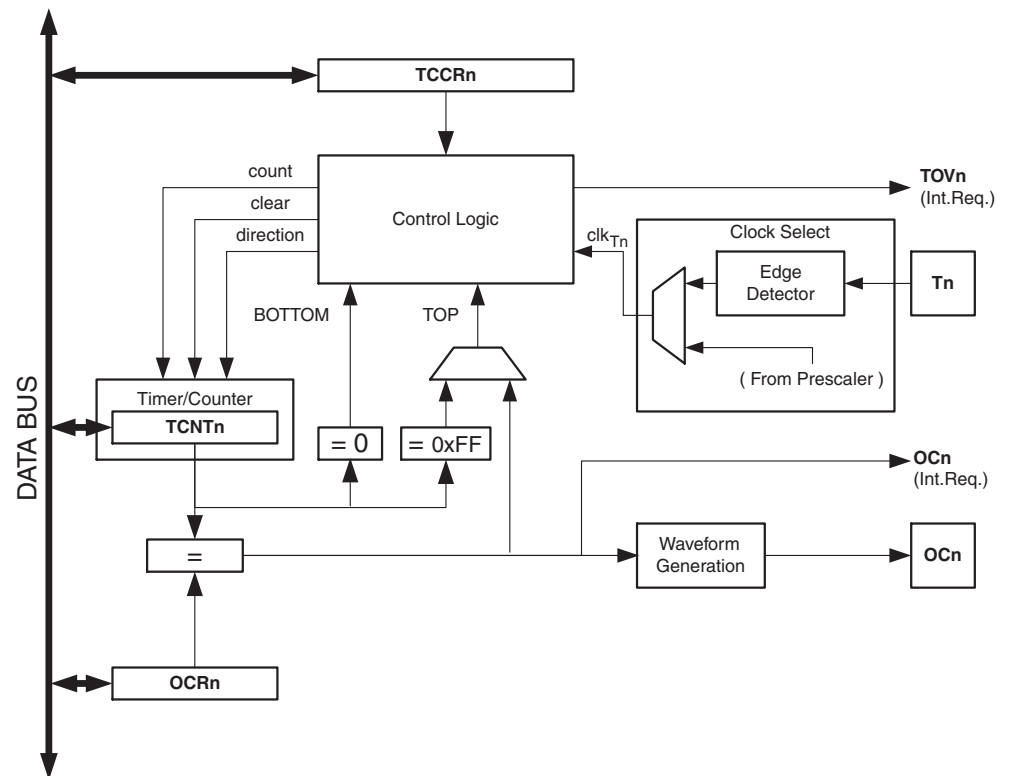 TCCRn
count
clear
direction
Control Logic
TOVn
(Int.Req.)
Clock Select
clkTn
Edge
Detector
Tn
( From Prescaler )
BOTTOM
TOP
DATA BUS
Timer/Counter
TCNTn
= 0
= 0xFF
OCn
(Int.Req.)
=
Waveform
Generation
OCn
OCRn